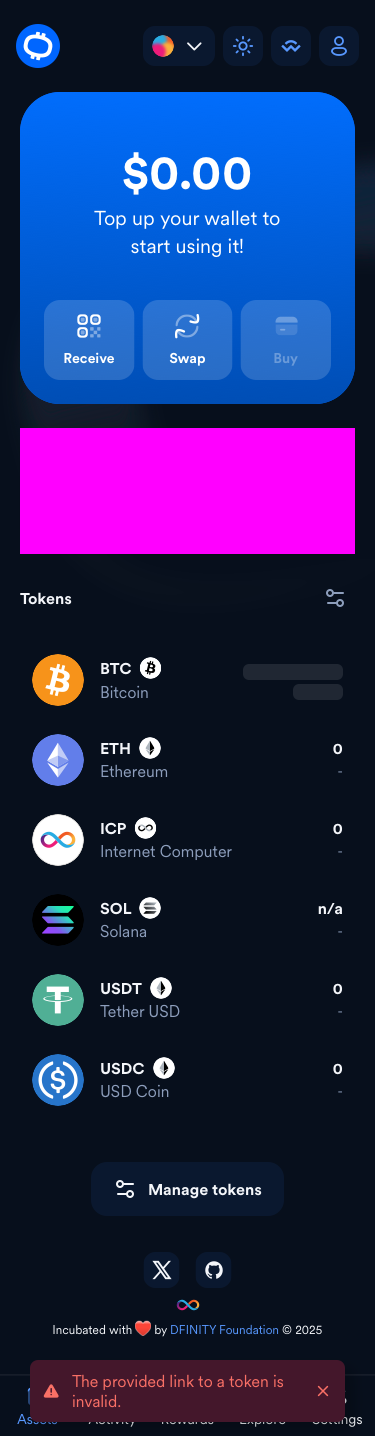 $0.00
Top up your wallet to
start using it!
Receive
Swap
Buy
Tokens
BTC
Bitcoin
ETH
0
Ethereum
-
ICP
0
Internet Computer
-
SOL
n/a
Solana
-
USDT
0
Tether USD
-
USDC
0
USD Coin
-
Manage tokens
Incubated with ❤️ by DFINITY Foundation © 2025
The provided link to a token is
invalid.
Assets Activity Rewards Explore Settings